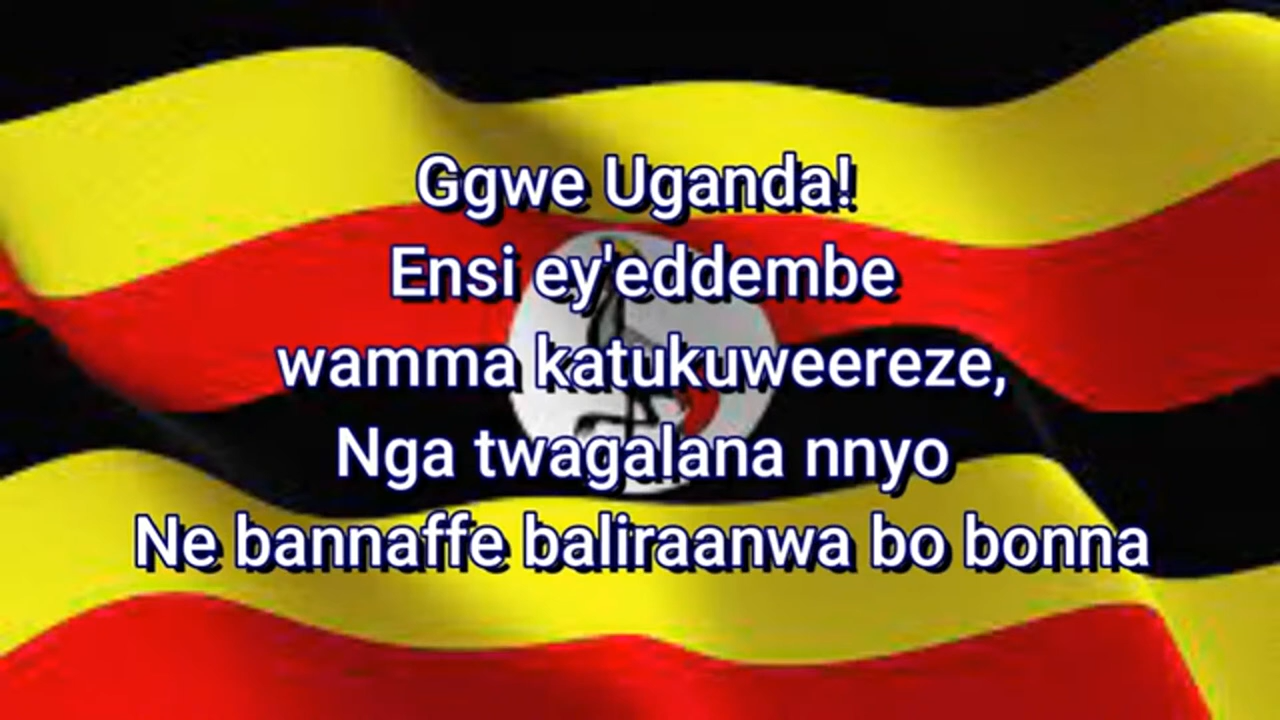 Ggwe Uganda!
Ensi ey'eddembe
wamma katukuweereze,
Nga twagalana nnyo
Ne bannaffe baliraanwa bo bonna